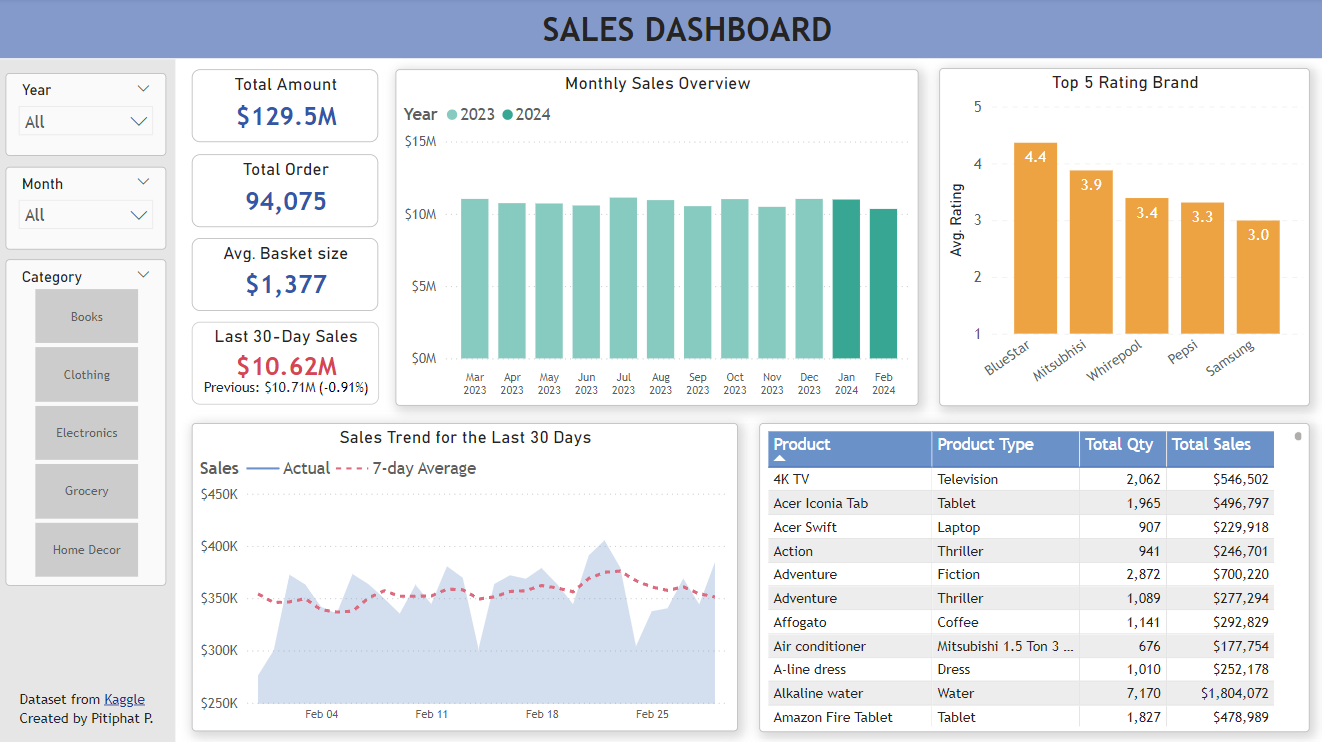 SALES DASHBOARD
Year
All
Month
All
Category
Books
Clothing
Electronics
Grocery
Home Decor
Dataset from Kaggle
Created by Pitiphat P.
Total Amount
$129.5M
Total Order
94,075
Avg. Basket size
$1,377
Last 30-Day Sales
$10.62M
Previous: $10.71M (-0.91%)
Monthly Sales Overview
Year 2023 2024
$15M
$10M
$5M
$0M
Mar Apr May Jun Jul Aug Sep Oct Nov Dec Jan Feb
2023 2023 2023 2023 2023 2023 2023 2023 2023 2023 2024 2024
Top 5 Rating Brand
Avg. Rating
5
4
3
2
1
4.4
3.9
3.4
3.3
3.0
BlueStar
Mitsubhisi
Whirepool
Pepsi
Samsung
Sales Trend for the Last 30 Days
Sales Actual 7-day Average
$450K
$400K
$350K
$300K
$250K
Feb 04 Feb 11 Feb 18 Feb 25
Product Product Type Total Qty Total Sales
4K TV Television 2,062 $546,502
Acer Iconia Tab Tablet 1,965 $496,797
Acer Swift Laptop 907 $229,918
Action Thriller 941 $246,701
Adventure Fiction 2,872 $700,220
Adventure Thriller 1,089 $277,294
Affogato Coffee 1,141 $292,829
Air conditioner Mitsubishi 1.5 Ton 3 ... 676 $177,754
A-line dress Dress 1,010 $252,178
Alkaline water Water 7,170 $1,804,072
Amazon Fire Tablet Tablet 1,827 $478,989